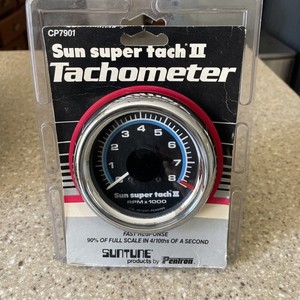 CP7901
Sun super tach II
Tachometer
0 1 2 3 4 5 6 7 8
Sun super tach II
RPM x 1000
FAST RESPONSE
90% OF FULL SCALE IN 4/10ths OF A SECOND
SUNTUNE
products by Pentron